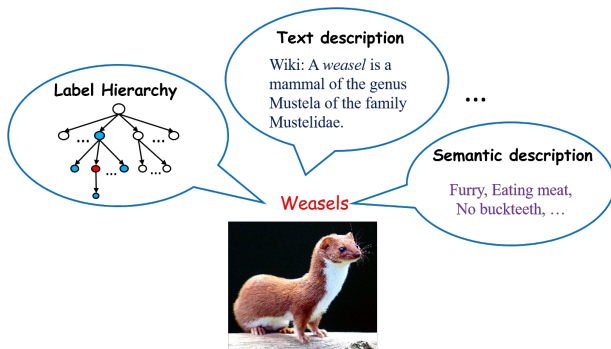 Text description
Wiki: A weasel is a
mammal of the genus
Mustela of the family
Mustelidae.
Label Hierarchy
... ...
... ...
...
Semantic description
Furry, Eating meat,
No buckteeth, ...
Weasels